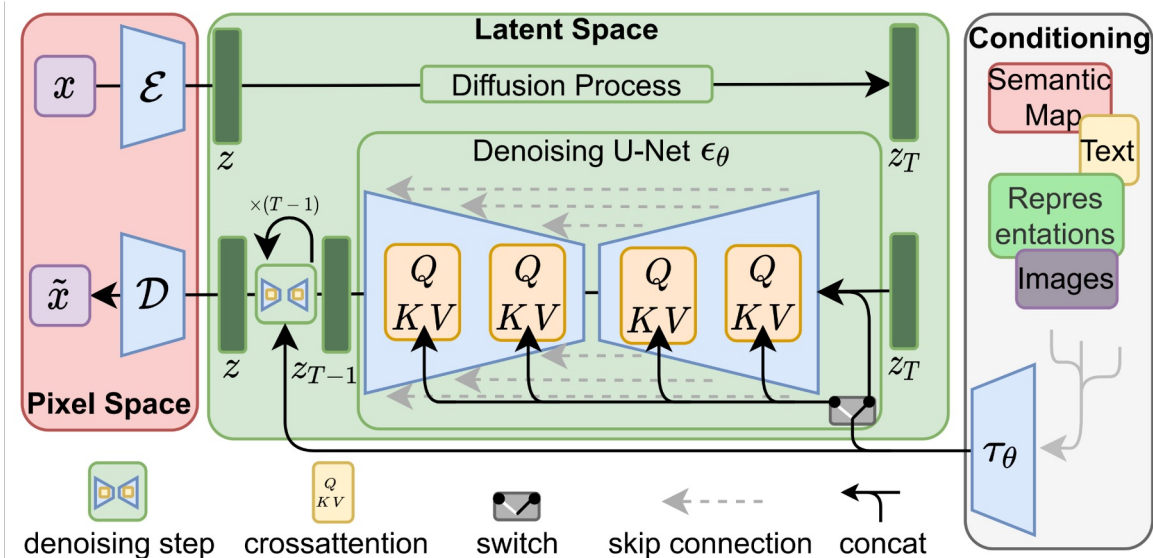 Latent Space
Conditioning
x
ℰ
Diffusion Process
Semantic
Map
Text
z
z_T
Denoising U-Net ϵ_θ
Repres
entations
Images
×(T−1)
x̃
𝒟
Q
KV
Q
KV
Q
KV
Q
KV
z
z_{T−1}
z_T
Pixel Space
τ_θ
Q
KV
denoising step
crossattention
switch
skip connection
concat